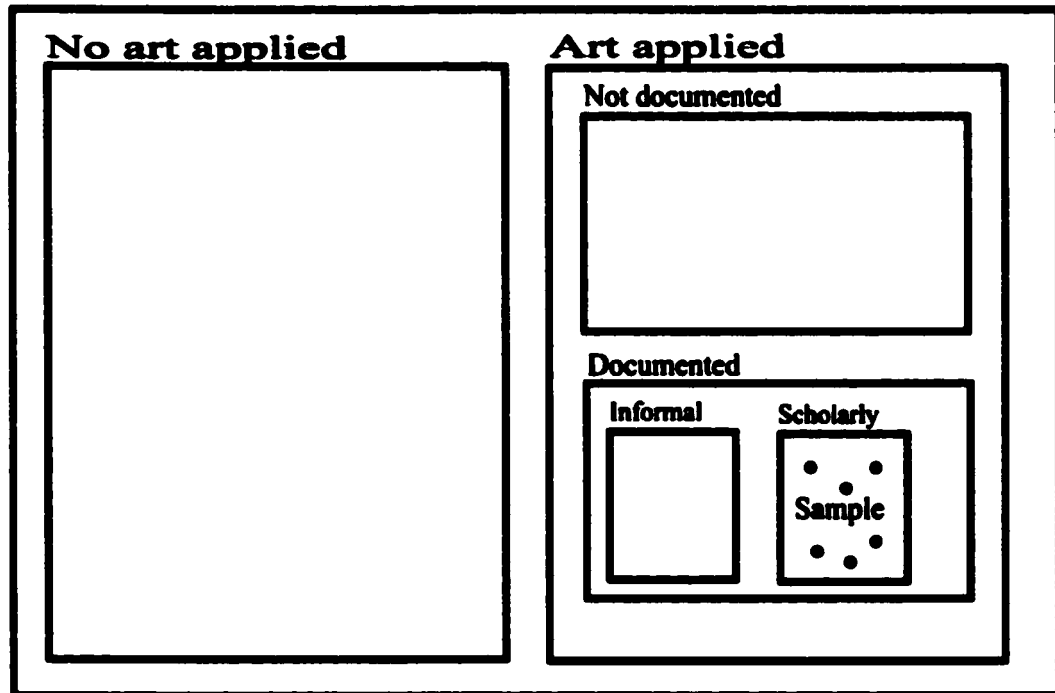 No art applied
Art applied
Not documented
Documented
Informal
Scholarly
Sample